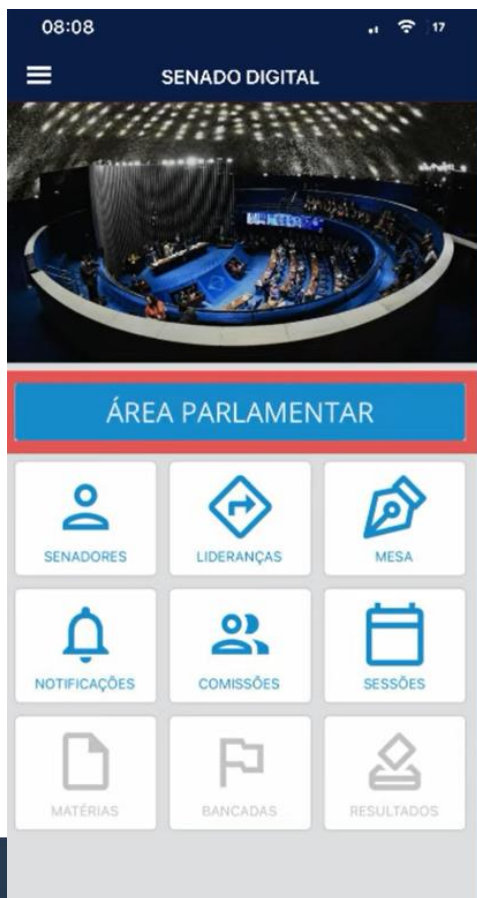 08:08
17
SENADO DIGITAL
ÁREA PARLAMENTAR
SENADORES
LIDERANÇAS
MESA
NOTIFICAÇÕES
COMISSÕES
SESSÕES
MATÉRIAS
BANCADAS
RESULTADOS